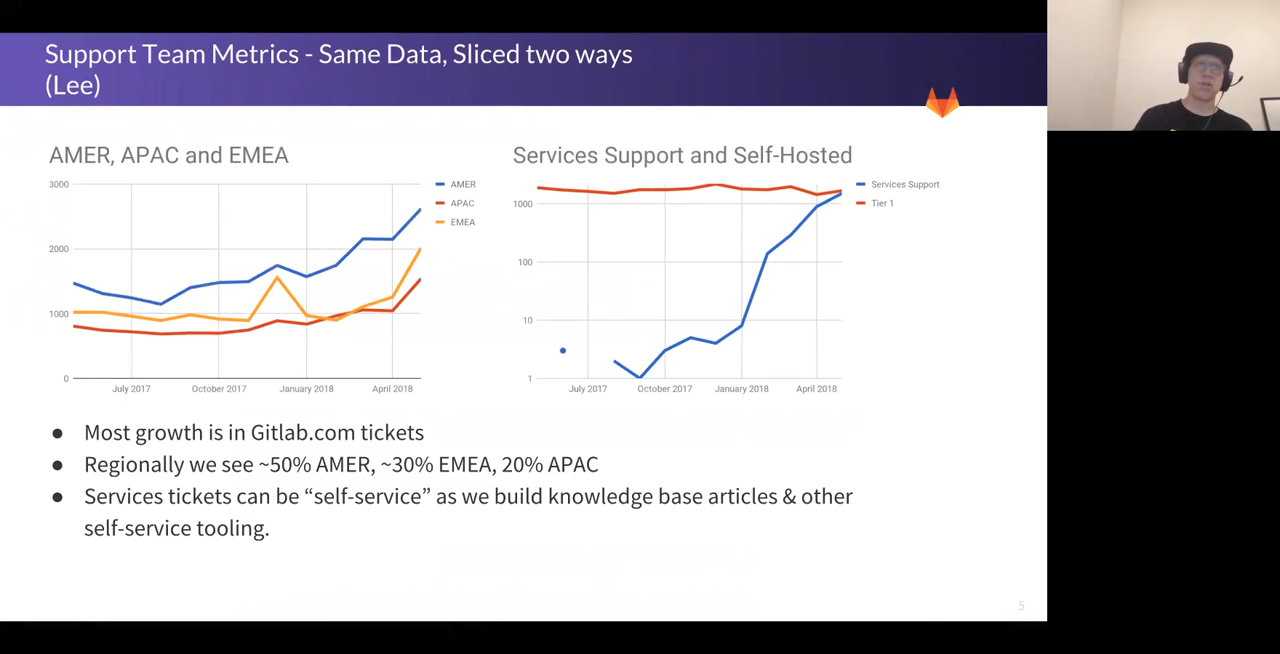 Support Team Metrics - Same Data, Sliced two ways
(Lee)
AMER, APAC and EMEA
3000
2000
1000
0
July 2017
October 2017
January 2018
April 2018
AMER
APAC
EMEA
Services Support and Self-Hosted
1000
100
10
1
July 2017
October 2017
January 2018
April 2018
Services Support
Tier 1
● Most growth is in Gitlab.com tickets
● Regionally we see ~50% AMER, ~30% EMEA, 20% APAC
● Services tickets can be “self-service” as we build knowledge base articles & other
self-service tooling.
5